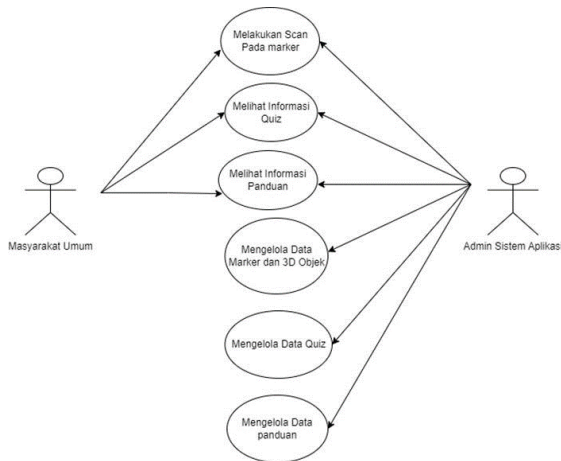 Melakukan Scan
Pada marker
Melihat Informasi
Quiz
Melihat Informasi
Panduan
Masyarakat Umum
Admin Sistem Aplikasi
Mengelola Data
Marker dan 3D Objek
Mengelola Data Quiz
Mengelola Data
panduan